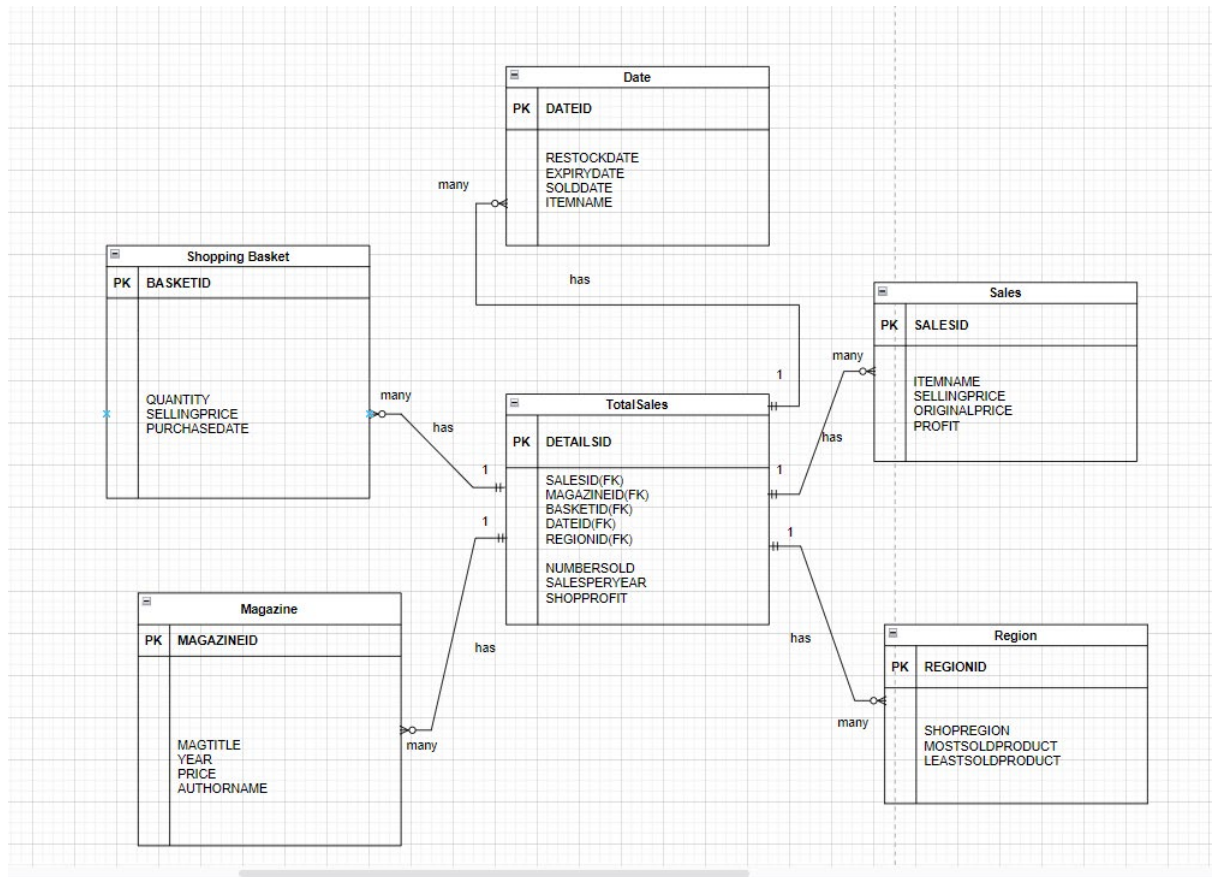 Date
PK DATEID
RESTOCKDATE
EXPIRYDATE
SOLDDATE
ITEMNAME
many
has
Shopping Basket
PK BASKETID
QUANTITY
SELLINGPRICE
PURCHASEDATE
many
has
1
Sales
PK SALESID
ITEMNAME
SELLINGPRICE
ORIGINALPRICE
PROFIT
many
has
1
1
TotalSales
PK DETAILSID
SALESID(FK)
MAGAZINEID(FK)
BASKETID(FK)
DATEID(FK)
REGIONID(FK)
NUMBERSOLD
SALESPERYEAR
SHOPPROFIT
1
1
Magazine
PK MAGAZINEID
MAGTITLE
YEAR
PRICE
AUTHORNAME
has
many
Region
PK REGIONID
SHOPREGION
MOSTSOLDPRODUCT
LEASTSOLDPRODUCT
has
many